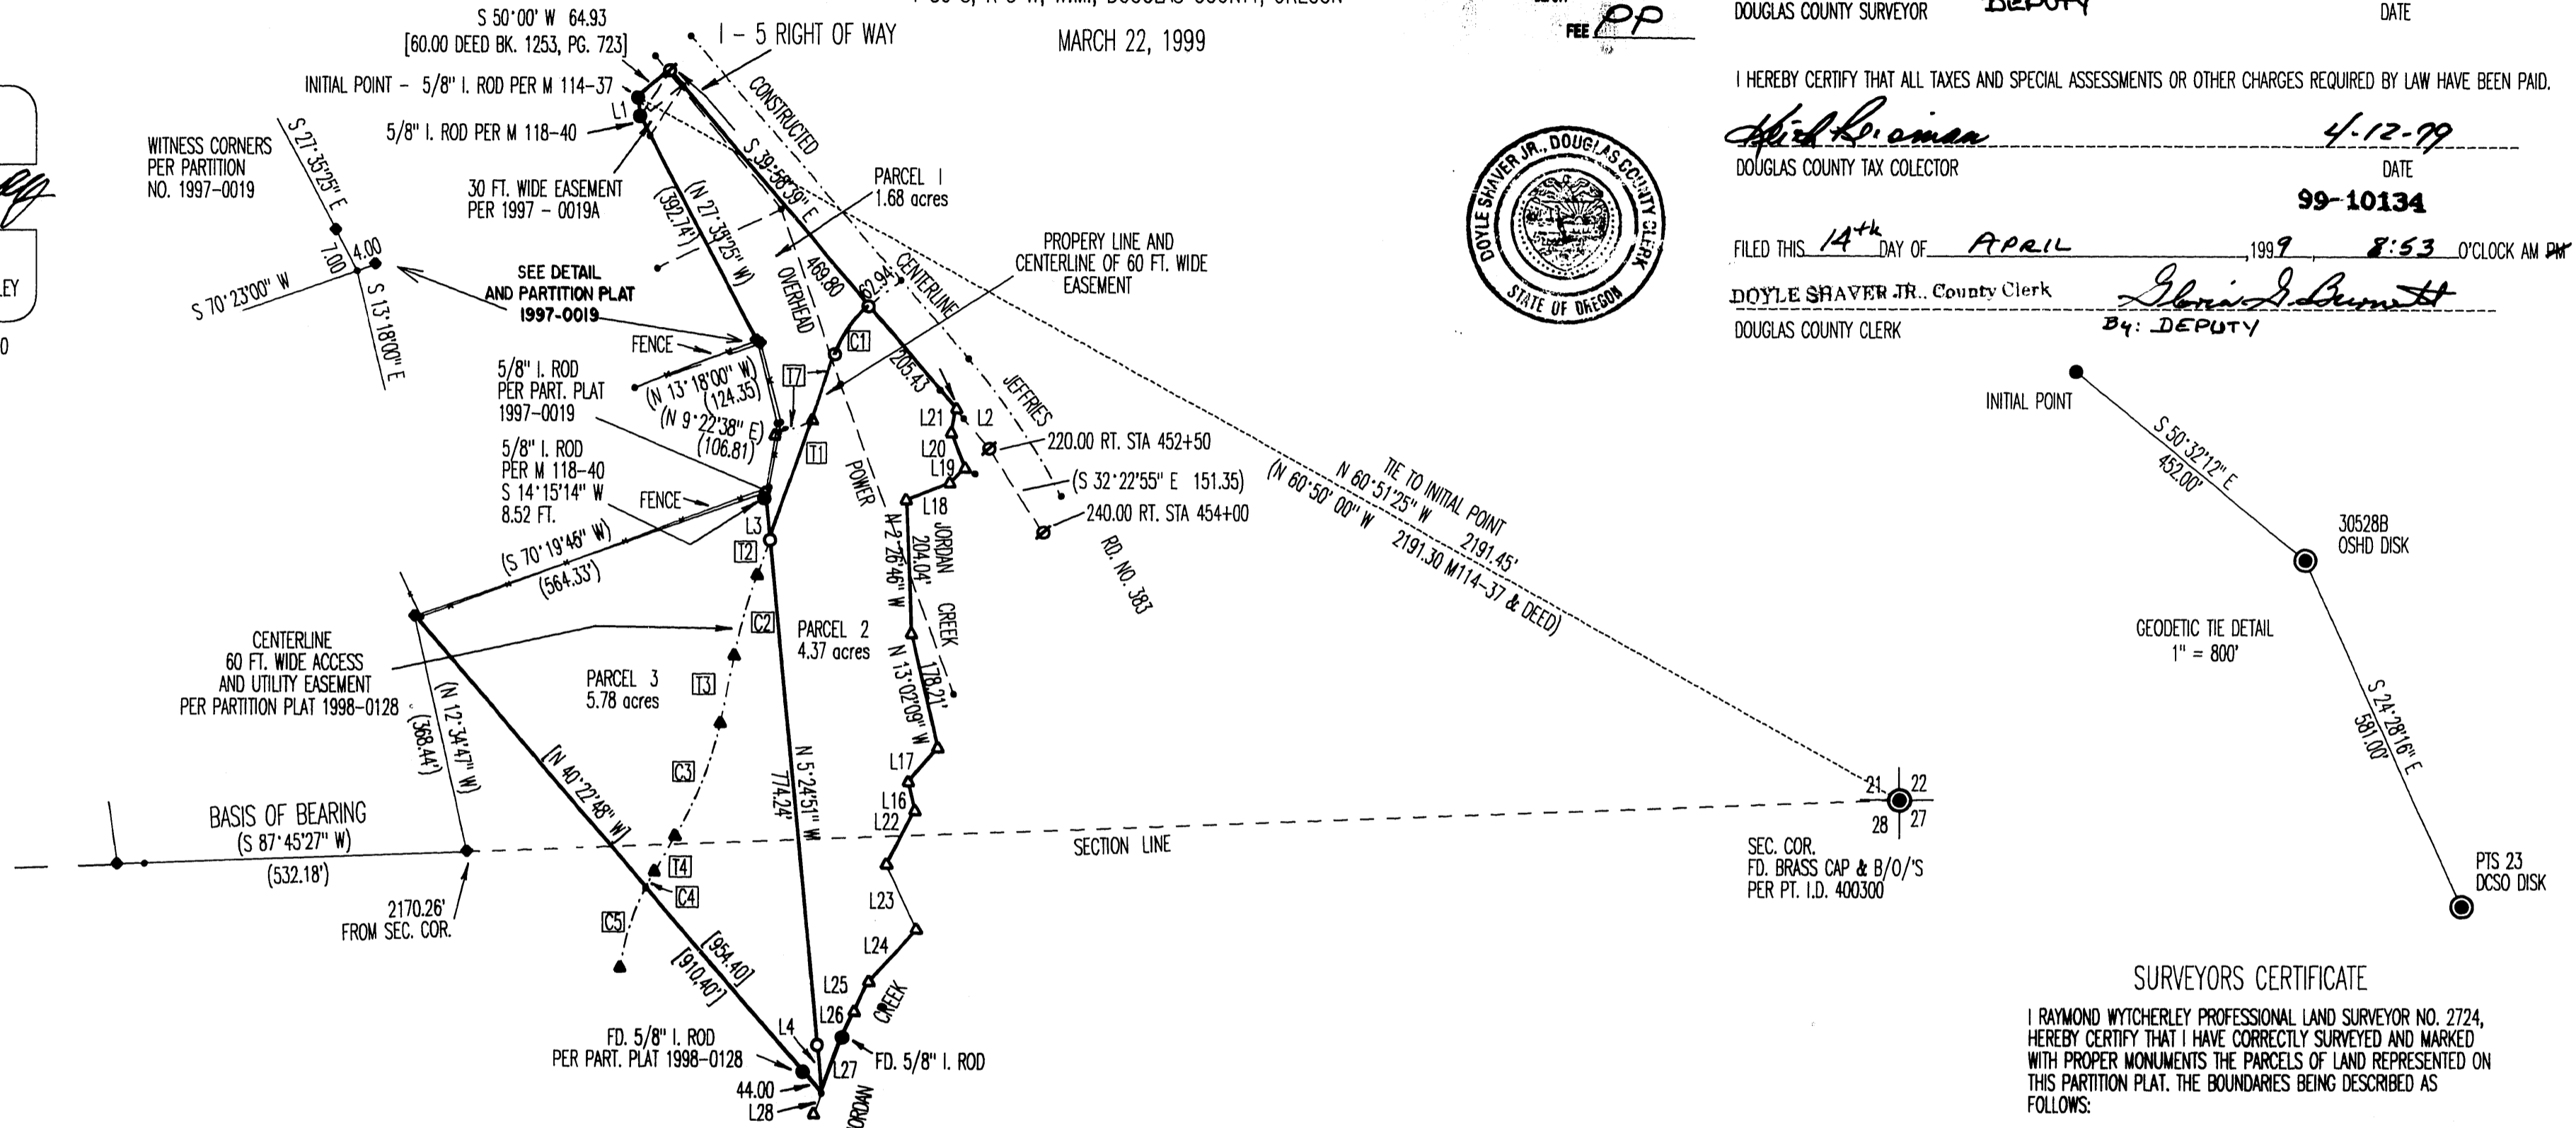 MARCH 22, 1999
FEE PP
DOUGLAS COUNTY SURVEYOR
DEPUTY
DATE
I HEREBY CERTIFY THAT ALL TAXES AND SPECIAL ASSESSMENTS OR OTHER CHARGES REQUIRED BY LAW HAVE BEEN PAID.
4-12-99
DOUGLAS COUNTY TAX COLECTOR
DATE
99-10134
FILED THIS 14th DAY OF APRIL ,1999 , 8:53 O'CLOCK AM PM
DOYLE SHAVER JR., County Clerk
DOUGLAS COUNTY CLERK
By: DEPUTY
DOYLE SHAVER JR., DOUGLAS COUNTY CLERK
STATE OF OREGON
S 50°00' W 64.93
[60.00 DEED BK. 1253, PG. 723]
INITIAL POINT - 5/8" I. ROD PER M 114-37
L1
5/8" I. ROD PER M 118-40
I - 5 RIGHT OF WAY
CONSTRUCTED
CENTERLINE
JEFFRIES
RD. NO. 383
WITNESS CORNERS
PER PARTITION
NO. 1997-0019
S 27°35'25" E
7.00
4.00
S 70°23'00" W
S 13°18'00" E
30 FT. WIDE EASEMENT
PER 1997 - 0019A
(N 27°39'25" W)
(392.74')
S 39°58'39" E
469.80
62.94
205.43
PARCEL 1
1.68 acres
PROPERY LINE AND
CENTERLINE OF 60 FT. WIDE
EASEMENT
OVERHEAD
POWER
SEE DETAIL
AND PARTITION PLAT
1997-0019
FENCE
C1
T7
(N 13°18'00" W)
(124.35)
(N 9°22'38" E)
(106.81)
T1
5/8" I. ROD
PER PART. PLAT
1997-0019
5/8" I. ROD
PER M 118-40
S 14°15'14" W
8.52 FT.
FENCE
L3
T2
L21
L2
L20
L19
L18
220.00 RT. STA 452+50
(S 32°22'55" E 151.35)
240.00 RT. STA 454+00
TIE TO INITIAL POINT
N 60°51'25" W 2191.45'
(N 60°50' 00" W 2191.30 M114-37 & DEED)
(S 70°19'46" W)
(564.33')
N 2°26'46" W
204.04'
JORDAN
CREEK
CENTERLINE
60 FT. WIDE ACCESS
AND UTILITY EASEMENT
PER PARTITION PLAT 1998-0128
C2
PARCEL 2
4.37 acres
PARCEL 3
5.78 acres
T3
N 13°02'09" W
178.21'
(N 12°34'47" W)
(368.44')
[N 40°22'48" W]
C3
N 5°24'51" W
774.24'
L17
L16
L22
BASIS OF BEARING
(S 87°45'27" W)
(532.18')
SECTION LINE
2170.26'
FROM SEC. COR.
T4
C4
C5
L23
L24
[954.40]
[910.40']
L25
L26
CREEK
L4
FD. 5/8" I. ROD
PER PART. PLAT 1998-0128
FD. 5/8" I. ROD
L27
44.00
L28
21
22
28
27
SEC. COR.
FD. BRASS CAP & B/O/'S
PER PT. I.D. 400300
INITIAL POINT
S 50°32'12" E
452.00'
30528B
OSHD DISK
GEODETIC TIE DETAIL
1" = 800'
S 24°28'16" E
581.00'
PTS 23
DCSO DISK
SURVEYORS CERTIFICATE
I RAYMOND WYTCHERLEY PROFESSIONAL LAND SURVEYOR NO. 2724,
HEREBY CERTIFY THAT I HAVE CORRECTLY SURVEYED AND MARKED
WITH PROPER MONUMENTS THE PARCELS OF LAND REPRESENTED ON
THIS PARTITION PLAT. THE BOUNDARIES BEING DESCRIBED AS
FOLLOWS: